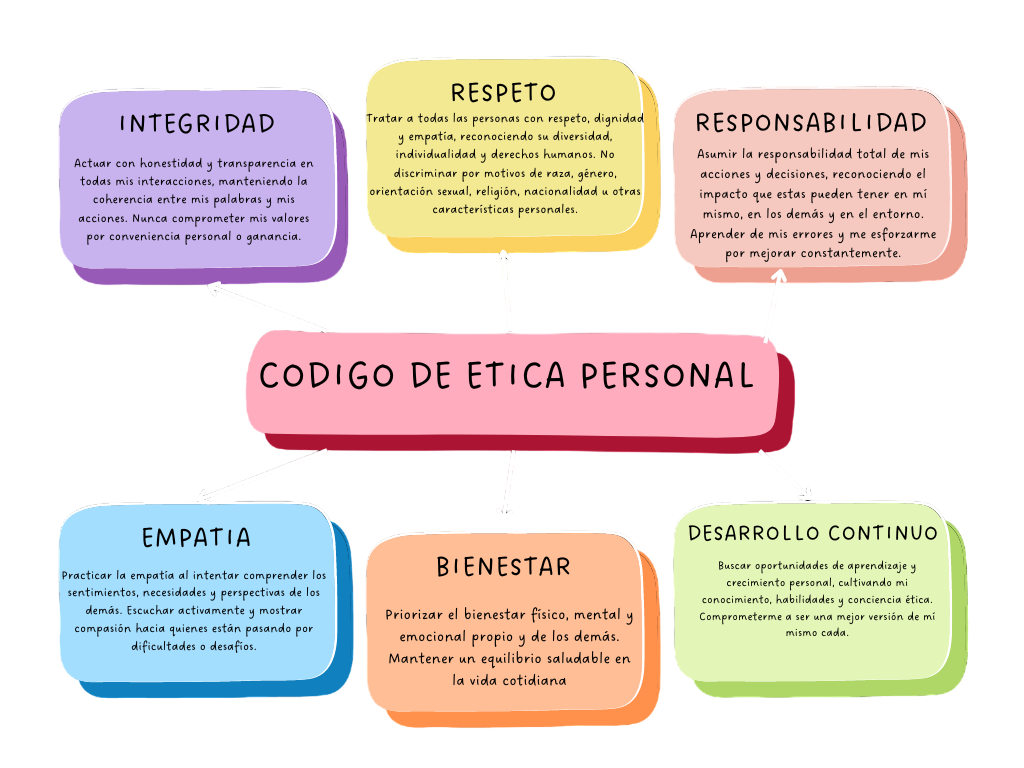 INTEGRIDAD
Actuar con honestidad y transparencia en
todas mis interacciones, manteniendo la
coherencia entre mis palabras y mis
acciones. Nunca comprometer mis valores
por conveniencia personal o ganancia.
RESPETO
Tratar a todas las personas con respeto, dignidad
y empatía, reconociendo su diversidad,
individualidad y derechos humanos. No
discriminar por motivos de raza, género,
orientación sexual, religión, nacionalidad u otras
características personales.
RESPONSABILIDAD
Asumir la responsabilidad total de mis
acciones y decisiones, reconociendo el
impacto que estas pueden tener en mí
mismo, en los demás y en el entorno.
Aprender de mis errores y me esforzarme
por mejorar constantemente.
CODIGO DE ETICA PERSONAL
EMPATIA
Practicar la empatía al intentar comprender los
sentimientos, necesidades y perspectivas de los
demás. Escuchar activamente y mostrar
compasión hacia quienes están pasando por
dificultades o desafíos.
BIENESTAR
Priorizar el bienestar físico, mental y
emocional propio y de los demás.
Mantener un equilibrio saludable en
la vida cotidiana
DESARROLLO CONTINUO
Buscar oportunidades de aprendizaje y
crecimiento personal, cultivando mi
conocimiento, habilidades y conciencia ética.
Comprometerme a ser una mejor versión de mí
mismo cada.